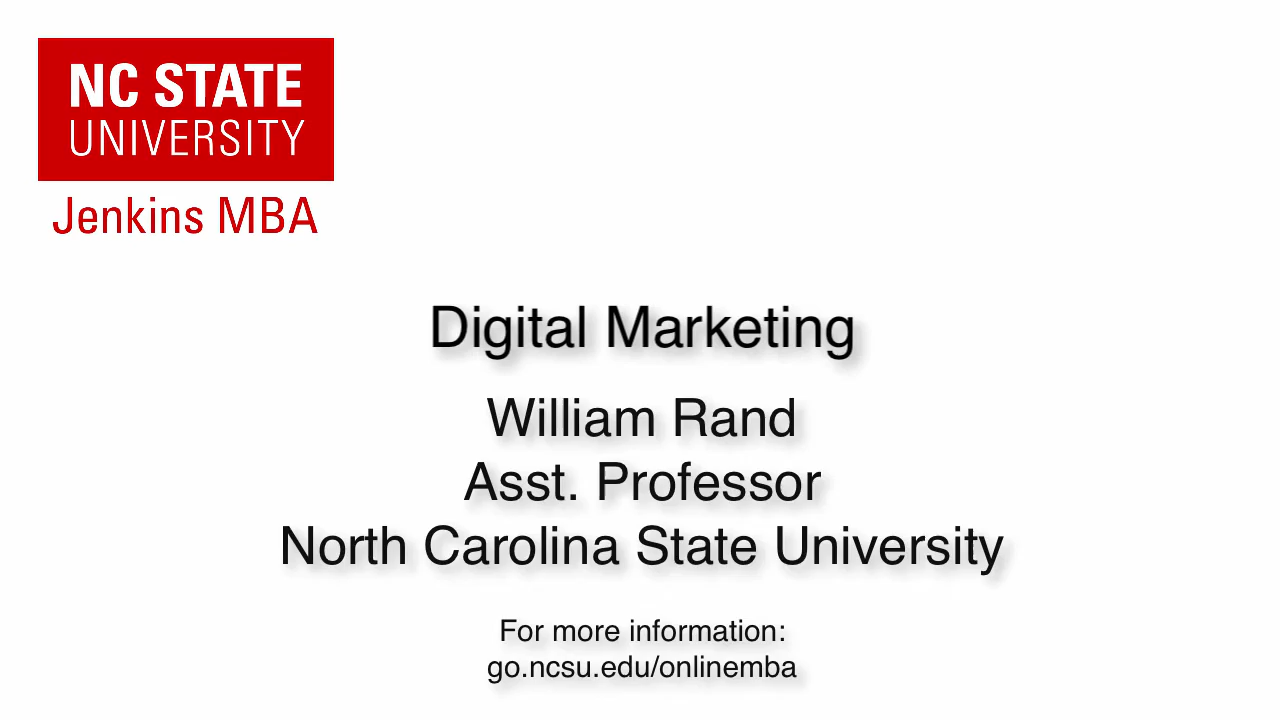 NC STATE
UNIVERSITY
Jenkins MBA
Digital Marketing
William Rand
Asst. Professor
North Carolina State University
For more information:
go.ncsu.edu/onlinemba